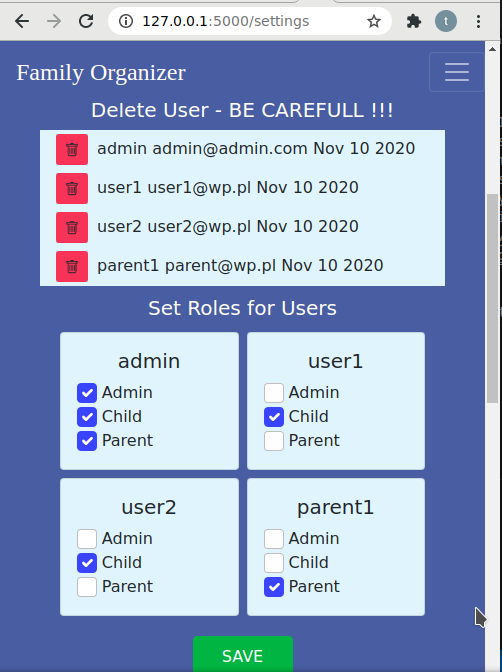 127.0.0.1:5000/settings
t
Family Organizer
Delete User - BE CAREFULL !!!
admin admin@admin.com Nov 10 2020
user1 user1@wp.pl Nov 10 2020
user2 user2@wp.pl Nov 10 2020
parent1 parent@wp.pl Nov 10 2020
Set Roles for Users
admin
Admin
Child
Parent
user1
Admin
Child
Parent
user2
Admin
Child
Parent
parent1
Admin
Child
Parent
SAVE